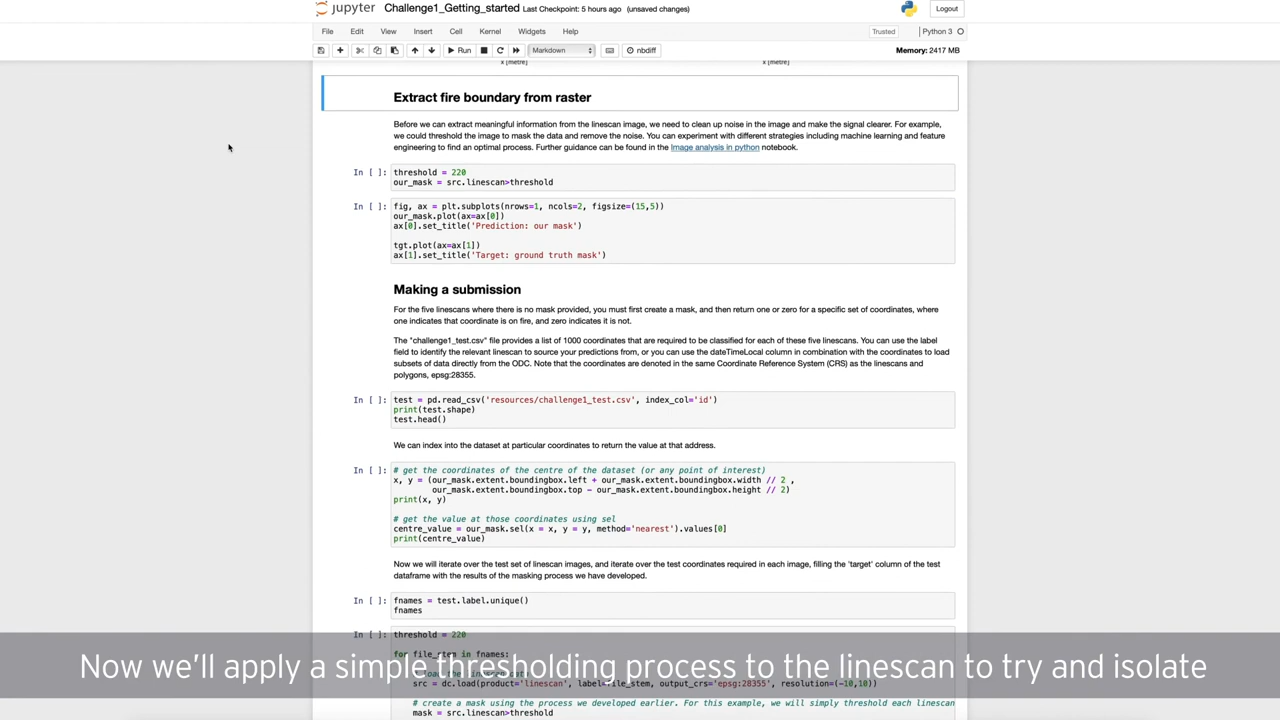 jupyter Challenge1_Getting_started Last Checkpoint: 5 hours ago (unsaved changes) Logout
File Edit View Insert Cell Kernel Widgets Help Trusted Python 3
Run Markdown nbdiff Memory: 2417 MB
x [metre] x [metre]
Extract fire boundary from raster
Before we can extract meaningful information from the linescan image, we need to clean up noise in the image and make the signal clearer. For example,
we could threshold the image to mask the data and remove the noise. You can experiment with different strategies including machine learning and feature
engineering to find an optimal process. Further guidance can be found in the Image analysis in python notebook.
In [ ]: threshold = 220
our_mask = src.linescan>threshold
In [ ]: fig, ax = plt.subplots(nrows=1, ncols=2, figsize=(15,5))
our_mask.plot(ax=ax[0])
ax[0].set_title('Prediction: our mask')
tgt.plot(ax=ax[1])
ax[1].set_title('Target: ground truth mask')
Making a submission
For the five linescans where there is no mask provided, you must first create a mask, and then return one or zero for a specific set of coordinates, where
one indicates that coordinate is on fire, and zero indicates it is not.
The "challenge1_test.csv" file provides a list of 1000 coordinates that are required to be classified for each of these five linescans. You can use the label
field to identify the relevant linescan to source your predictions from, or you can use the dateTimeLocal column in combination with the coordinates to load
subsets of data directly from the ODC. Note that the coordinates are denoted in the same Coordinate Reference System (CRS) as the linescans and
polygons, epsg:28355.
In [ ]: test = pd.read_csv('resources/challenge1_test.csv', index_col='id')
print(test.shape)
test.head()
We can index into the dataset at particular coordinates to return the value at that address.
In [ ]: # get the coordinates of the centre of the dataset (or any point of interest)
x, y = (our_mask.extent.boundingbox.left + our_mask.extent.boundingbox.width // 2 ,
our_mask.extent.boundingbox.top - our_mask.extent.boundingbox.height // 2)
print(x, y)
# get the value at those coordinates using sel
centre_value = our_mask.sel(x = x, y = y, method='nearest').values[0]
print(centre_value)
Now we will iterate over the test set of linescan images, and iterate over the test coordinates required in each image, filling the 'target' column of the test
dataframe with the results of the masking process we have developed.
In [ ]: fnames = test.label.unique()
fnames
In [ ]: threshold = 220
for file_stem in fnames:
Now we'll apply a simple thresholding process to the linescan to try and isolate
src = dc.load(product='linescan', label=file_stem, output_crs='epsg:28355', resolution=(-10,10))
# create a mask using the process we developed earlier. For this example, we will simply threshold each linescan
mask = src.linescan>threshold